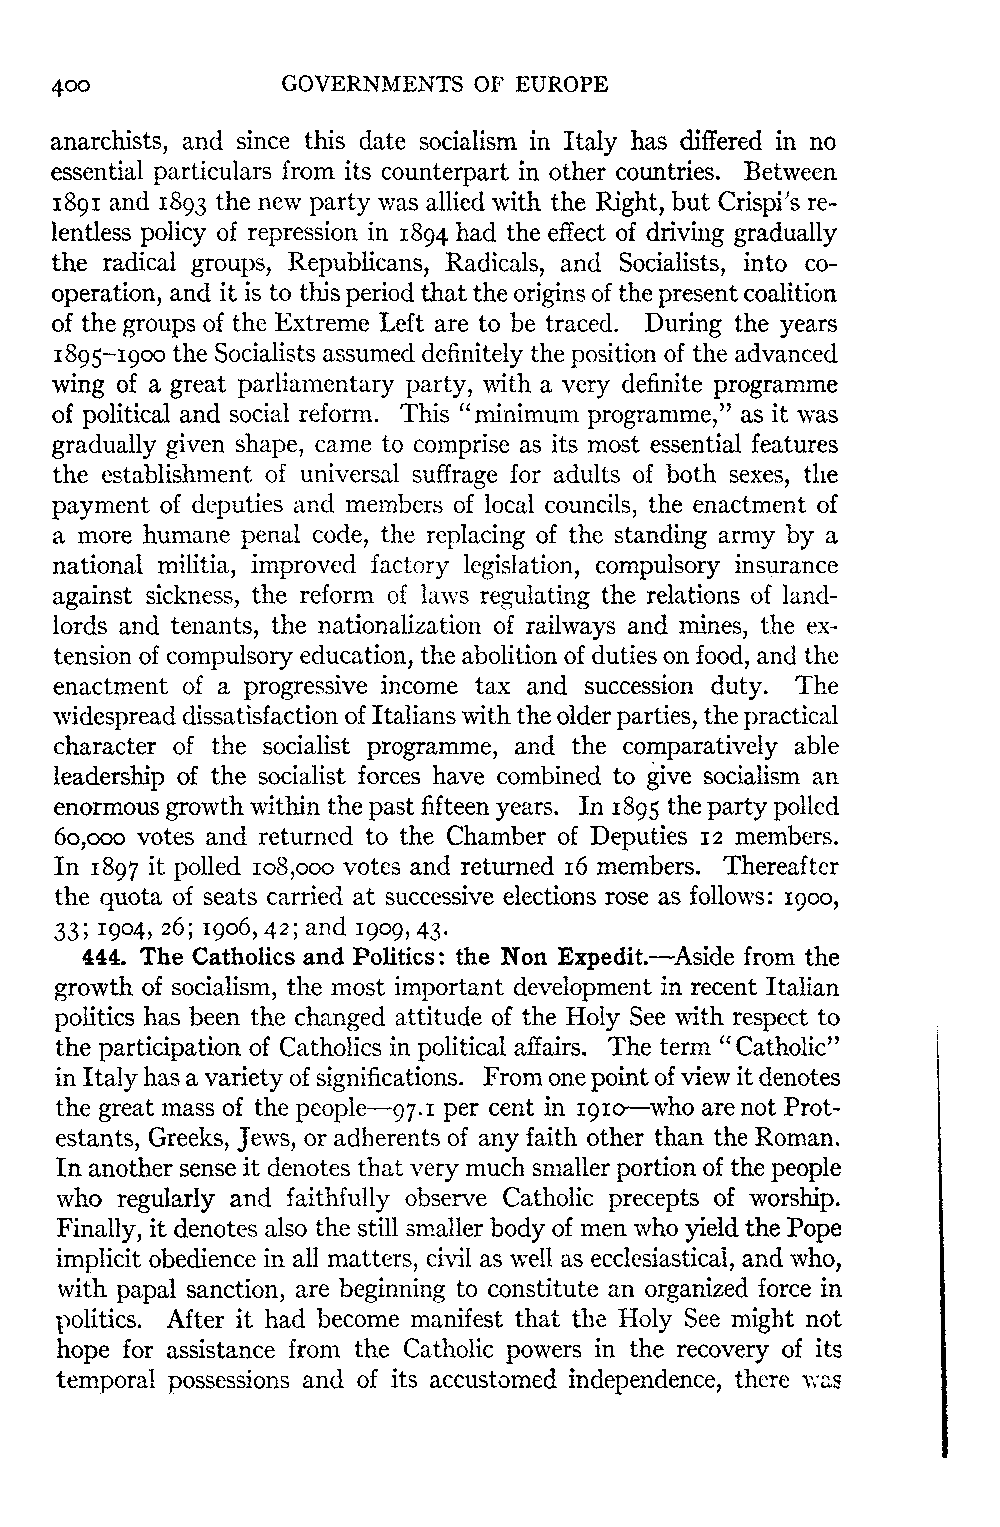 400 GOVERNMENTS OF EUROPE
anarchists, and since this date socialism in Italy has differed in no
essential particulars from its counterpart in other countries. Between
1891 and 1893 the new party was allied with the Right, but Crispi's re-
lentless policy of repression in 1894 had the effect of driving gradually
the radical groups, Republicans, Radicals, and Socialists, into co-
operation, and it is to this period that the origins of the present coalition
of the groups of the Extreme Left are to be traced. During the years
1895–1900 the Socialists assumed definitely the position of the advanced
wing of a great parliamentary party, with a very definite programme
of political and social reform. This "minimum programme," as it was
gradually given shape, came to comprise as its most essential features
the establishment of universal suffrage for adults of both sexes, the
payment of deputies and members of local councils, the enactment of
a more humane penal code, the replacing of the standing army by a
national militia, improved factory legislation, compulsory insurance
against sickness, the reform of laws regulating the relations of land-
lords and tenants, the nationalization of railways and mines, the ex-
tension of compulsory education, the abolition of duties on food, and the
enactment of a progressive income tax and succession duty. The
widespread dissatisfaction of Italians with the older parties, the practical
character of the socialist programme, and the comparatively able
leadership of the socialist forces have combined to give socialism an
enormous growth within the past fifteen years. In 1895 the party polled
60,000 votes and returned to the Chamber of Deputies 12 members.
In 1897 it polled 108,000 votes and returned 16 members. Thereafter
the quota of seats carried at successive elections rose as follows: 1900,
33; 1904, 26; 1906, 42; and 1909, 43.
444. The Catholics and Politics: the Non Expedit.—Aside from the
growth of socialism, the most important development in recent Italian
politics has been the changed attitude of the Holy See with respect to
the participation of Catholics in political affairs. The term "Catholic"
in Italy has a variety of significations. From one point of view it denotes
the great mass of the people—97.1 per cent in 1910—who are not Prot-
estants, Greeks, Jews, or adherents of any faith other than the Roman.
In another sense it denotes that very much smaller portion of the people
who regularly and faithfully observe Catholic precepts of worship.
Finally, it denotes also the still smaller body of men who yield the Pope
implicit obedience in all matters, civil as well as ecclesiastical, and who,
with papal sanction, are beginning to constitute an organized force in
politics. After it had become manifest that the Holy See might not
hope for assistance from the Catholic powers in the recovery of its
temporal possessions and of its accustomed independence, there was